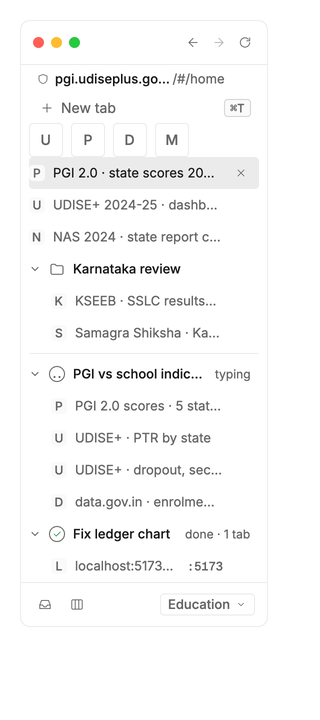 pgi.udiseplus.go... /#/home
New tab ⌘T
U P D M
P PGI 2.0 · state scores 20...
U UDISE+ 2024-25 · dashb...
N NAS 2024 · state report c...
Karnataka review
K KSEEB · SSLC results...
S Samagra Shiksha · Ka...
PGI vs school indic... typing
P PGI 2.0 scores · 5 stat...
U UDISE+ · PTR by state
U UDISE+ · dropout, sec...
D data.gov.in · enrolme...
Fix ledger chart done · 1 tab
L localhost:5173... :5173
Education